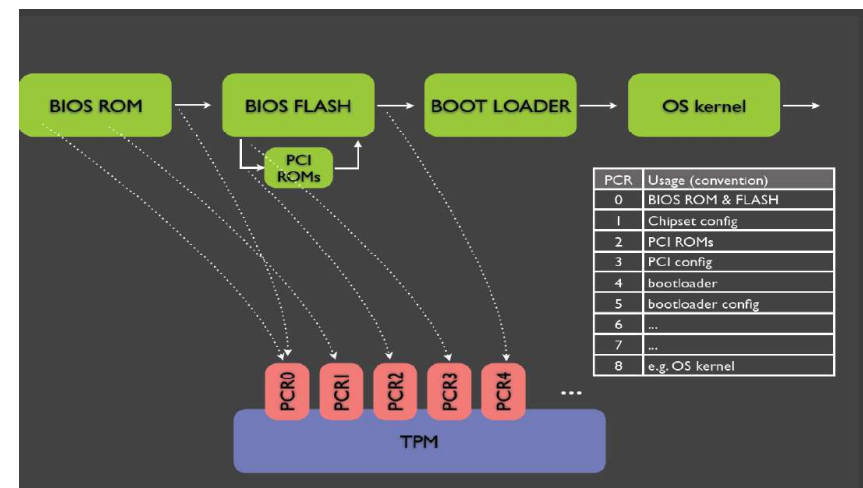 BIOS ROM
BIOS FLASH
BOOT LOADER
OS kernel
PCI
ROMs
PCR Usage (convention)
0 BIOS ROM & FLASH
1 Chipset config
2 PCI ROMs
3 PCI config
4 bootloader
5 bootloader config
6 ...
7 ...
8 e.g. OS kernel
PCR0
PCR1
PCR2
PCR3
PCR4
...
TPM